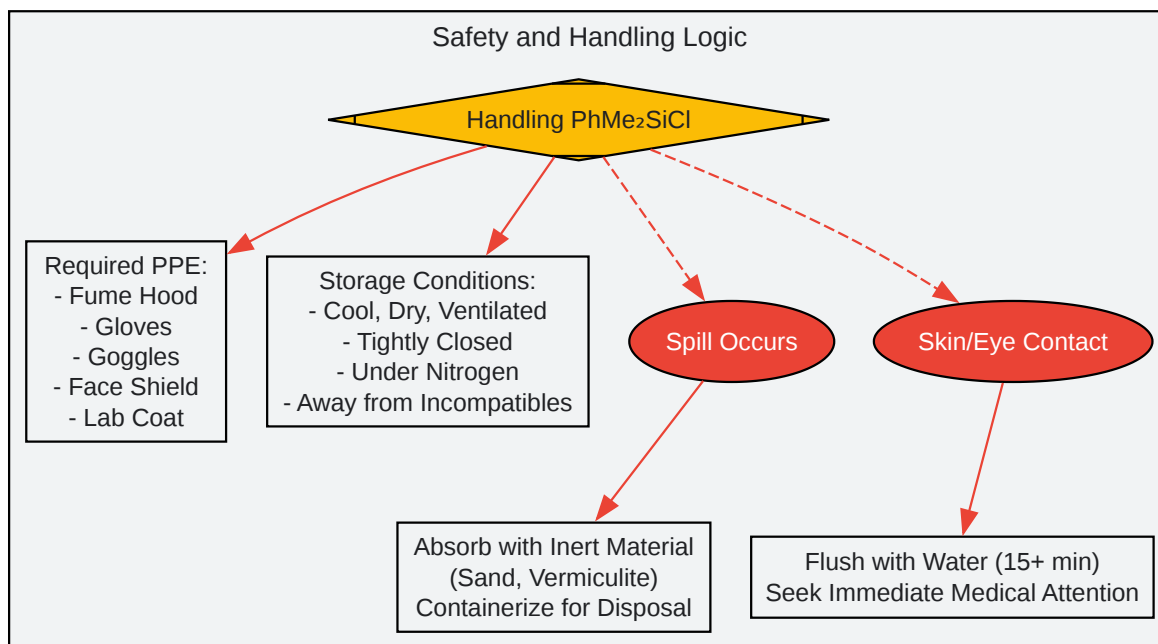 Safety and Handling Logic
Handling PhMe₂SiCl
Required PPE:
- Fume Hood
- Gloves
- Goggles
- Face Shield
- Lab Coat
Storage Conditions:
- Cool, Dry, Ventilated
- Tightly Closed
- Under Nitrogen
- Away from Incompatibles
Spill Occurs
Skin/Eye Contact
Absorb with Inert Material
(Sand, Vermiculite)
Containerize for Disposal
Flush with Water (15+ min)
Seek Immediate Medical Attention